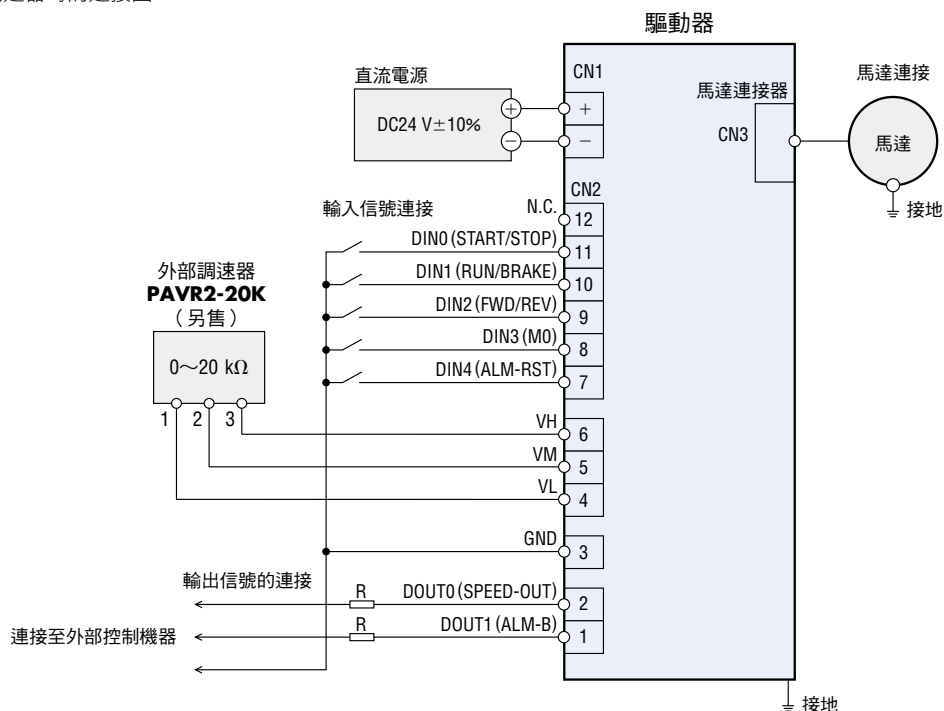 驅動器
CN1
直流電源
DC24 V±10%
+
−
+
−
馬達連接器
CN3
馬達連接
馬達
接地
CN2
輸入信號連接
N.C.
12
DIN0 (START/STOP)
11
DIN1 (RUN/BRAKE)
10
DIN2 (FWD/REV)
9
DIN3 (M0)
8
DIN4 (ALM-RST)
7
外部調速器
PAVR2-20K
（另售）
0～20 kΩ
1 2 3
VH
6
VM
5
VL
4
GND
3
輸出信號的連接
R
DOUT0 (SPEED-OUT)
2
連接至外部控制機器
R
DOUT1 (ALM-B)
1
接地